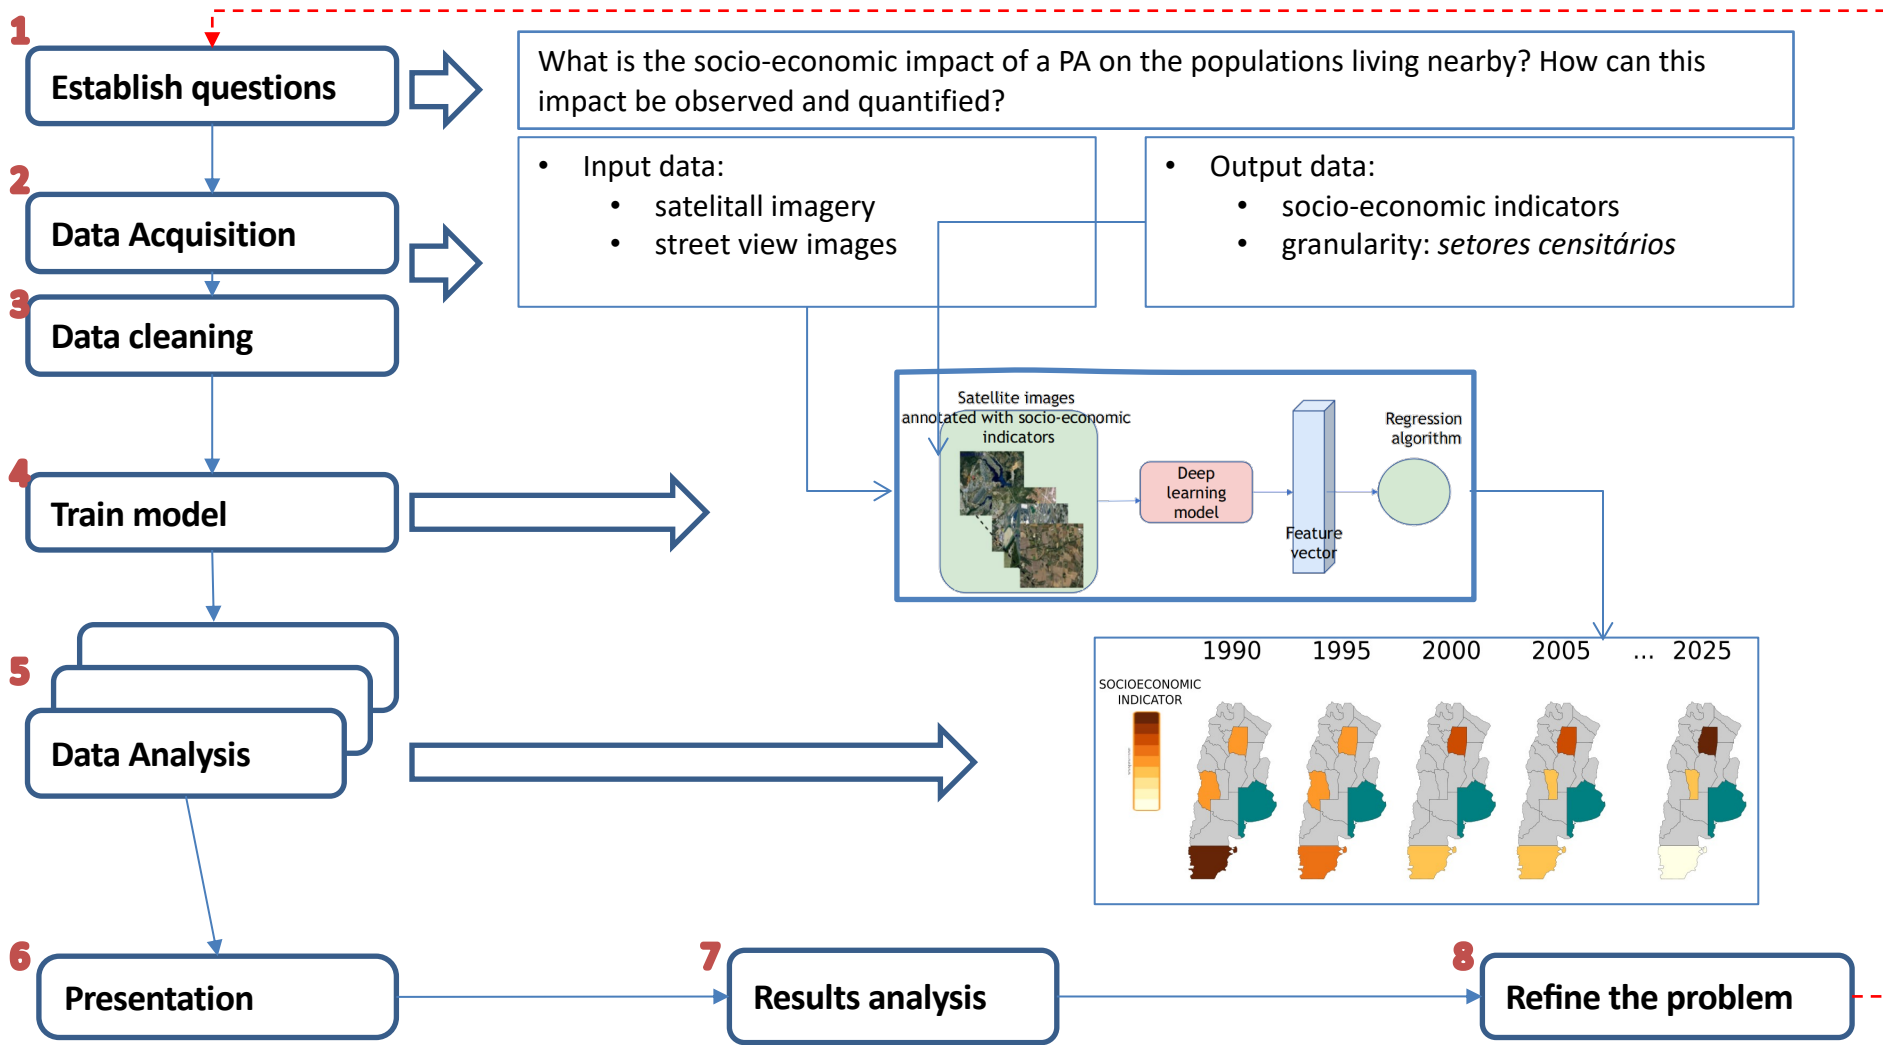 1
Establish questions
What is the socio-economic impact of a PA on the populations living nearby? How can this
impact be observed and quantified?
2
Data Acquisition
• Input data:
• satelitall imagery
• street view images
• Output data:
• socio-economic indicators
• granularity: setores censitários
3
Data cleaning
4
Train model
Satellite images
annotated with socio-economic
indicators
Deep
learning
model
Feature
vector
Regression
algorithm
5
Data Analysis
1990 1995 2000 2005 ... 2025
SOCIOECONOMIC
INDICATOR
6
Presentation
7
Results analysis
8
Refine the problem